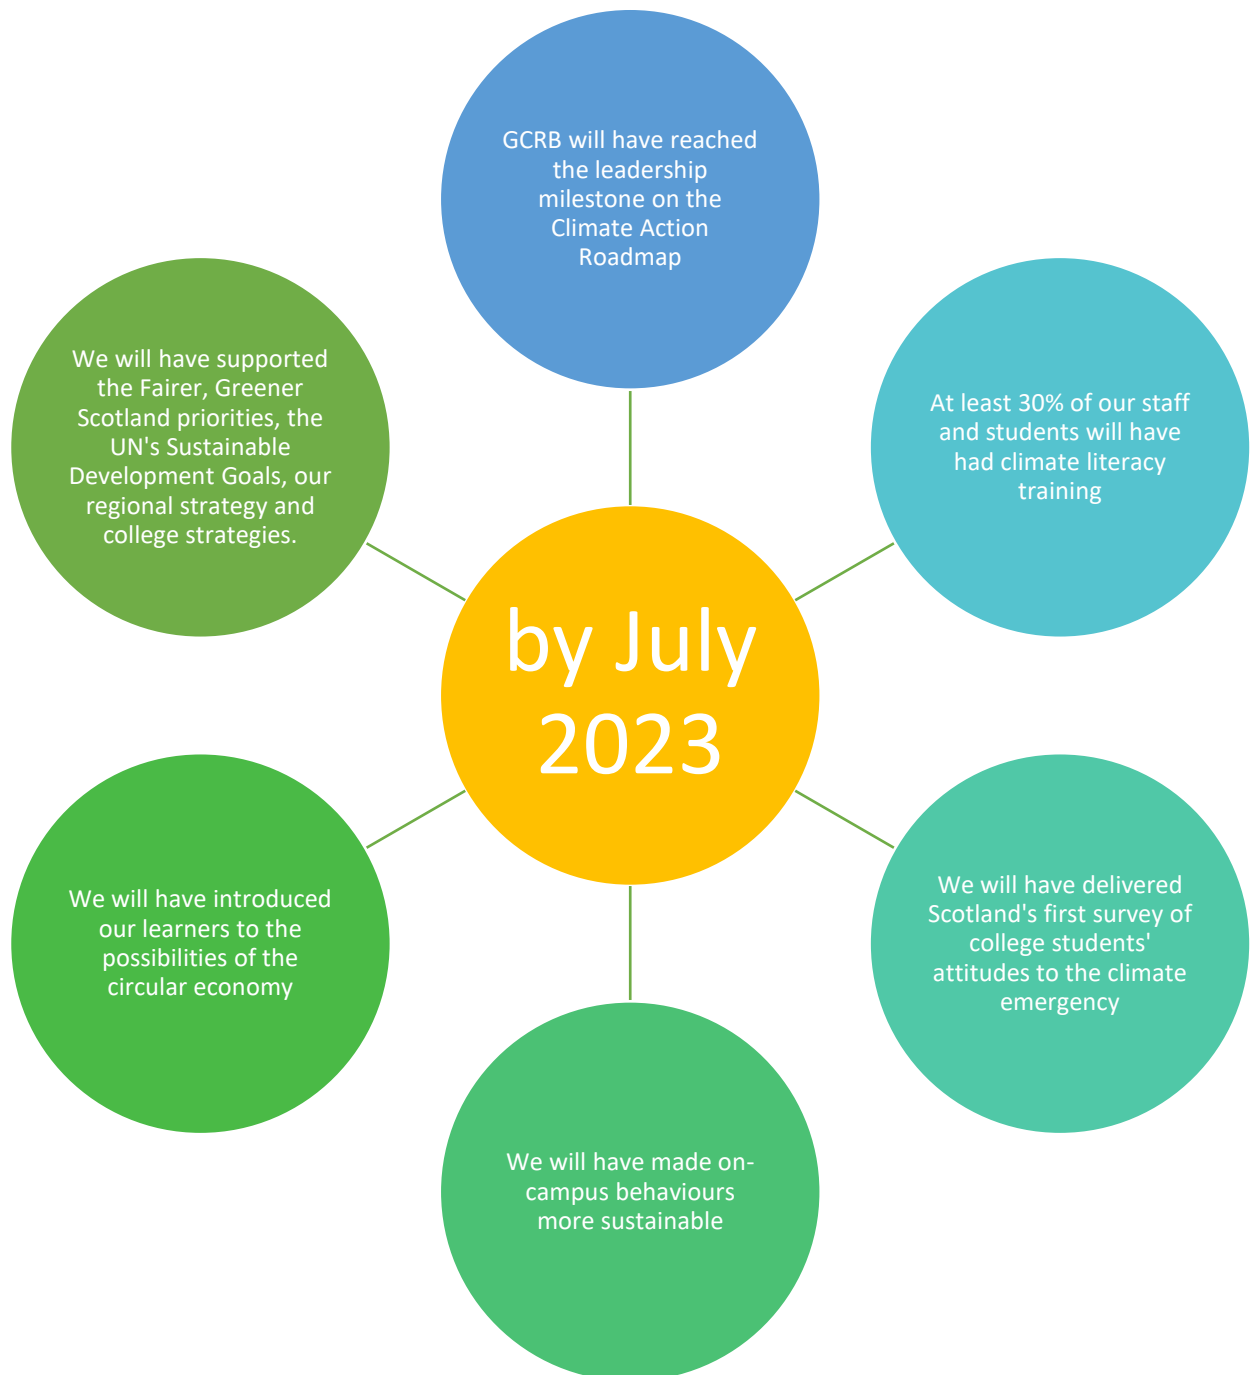 GCRB will have reached
the leadership
milestone on the
Climate Action
Roadmap
At least 30% of our staff
and students will have
had climate literacy
training
We will have delivered
Scotland's first survey of
college students'
attitudes to the climate
emergency
We will have made on-
campus behaviours
more sustainable
We will have introduced
our learners to the
possibilities of the
circular economy
We will have supported
the Fairer, Greener
Scotland priorities, the
UN's Sustainable
Development Goals, our
regional strategy and
college strategies.
by July
2023